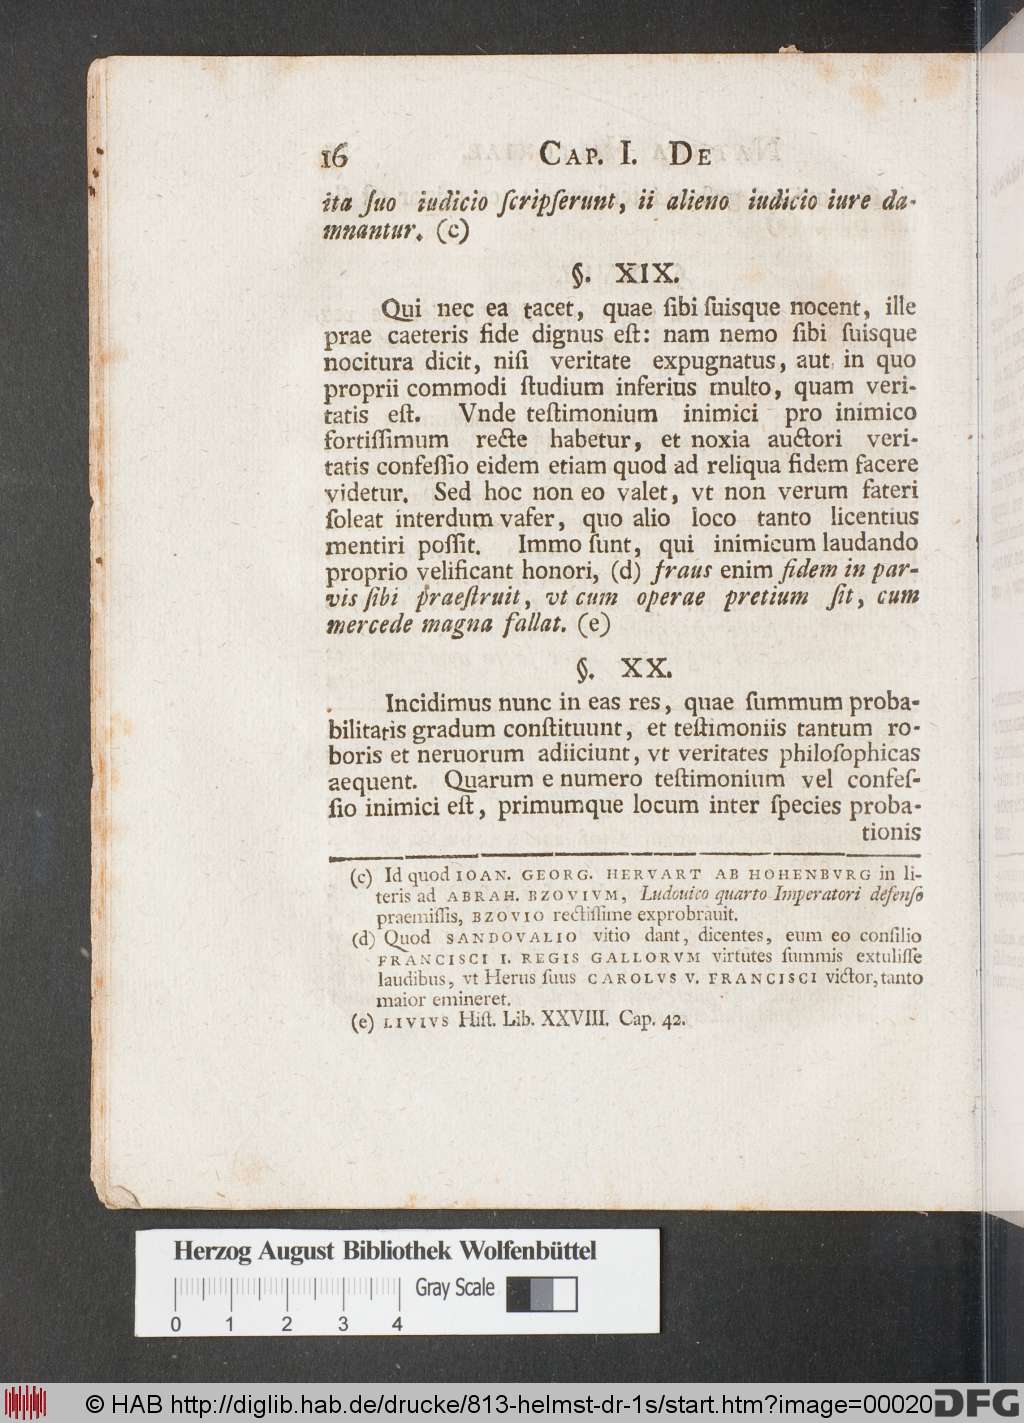 16 Cap. I. De
ita ſuo iudicio ſcripſerunt, ii alieno iudicio iure da-
mnantur. (c)
§. XIX.
Qui nec ea tacet, quae ſibi ſuisque nocent, ille
prae caeteris fide dignus eſt: nam nemo ſibi ſuisque
nocitura dicit, niſi veritate expugnatus, aut in quo
proprii commodi ſtudium inferius multo, quam veri-
tatis eſt. Vnde teſtimonium inimici pro inimico
fortiſſimum recte habetur, et noxia auctori veri-
tatis confeſſio eidem etiam quod ad reliqua fidem facere
videtur. Sed hoc non eo valet, vt non verum fateri
ſoleat interdum vafer, quo alio loco tanto licentius
mentiri poſſit. Immo ſunt, qui inimicum laudando
proprio velificant honori, (d) fraus enim fidem in par-
vis ſibi praeſtruit, vt cum operae pretium ſit, cum
mercede magna fallat. (e)
§. XX.
Incidimus nunc in eas res, quae ſummum proba-
bilitatis gradum conſtituunt, et teſtimoniis tantum ro-
boris et neruorum adiiciunt, vt veritates philoſophicas
aequent. Quarum e numero teſtimonium vel confeſ-
ſio inimici eſt, primumque locum inter ſpecies proba-
tionis
(c) Id quod IOAN. GEORG. HERVART AB HOHENBVRG in li-
teris ad ABRAH. BZOVIVM, Ludouico quarto Imperatori defenſo
praemiſſis, BZOVIO rectiſſime exprobrauit.
(d) Quod SANDOVALIO vitio dant, dicentes, eum eo conſilio
FRANCISCI I. REGIS GALLORVM virtutes ſummis extuliſſe
laudibus, vt Herus ſuus CAROLVS V. FRANCISCI victor, tanto
maior emineret.
(e) LIVIVS Hiſt. Lib. XXVIII. Cap. 42.
Herzog August Bibliothek Wolfenbüttel
Gray Scale
0 1 2 3 4
© HAB http://diglib.hab.de/drucke/813-helmst-dr-1s/start.htm?image=00020
DFG